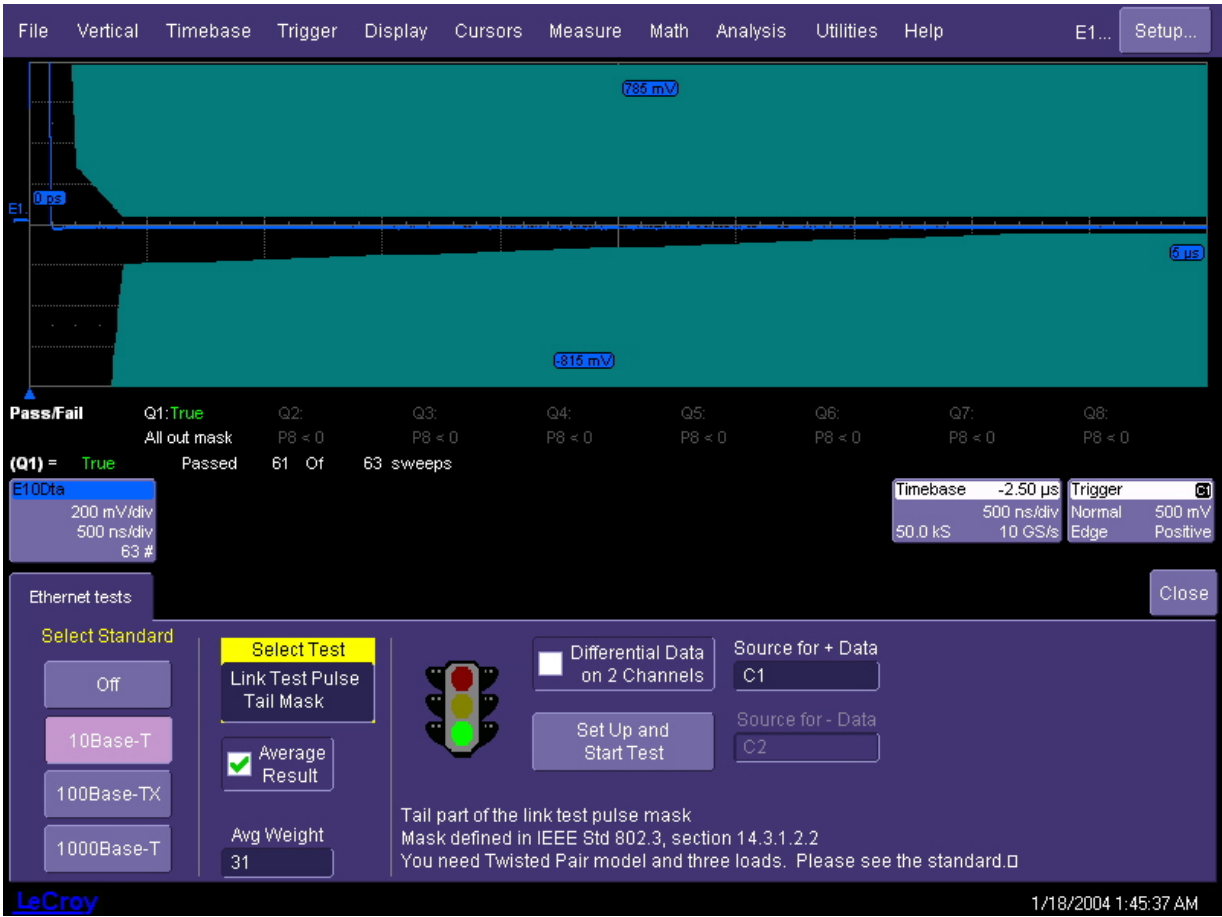 File Vertical Timebase Trigger Display Cursors Measure Math Analysis Utilities Help E1... Setup...
785 mV
E1.
0 ps
5 µs
-815 mV
Pass/Fail Q1:True Q2: Q3: Q4: Q5: Q6: Q7: Q8:
All out mask P8 < 0 P8 < 0 P8 < 0 P8 < 0 P8 < 0 P8 < 0 P8 < 0
(Q1) = True Passed 61 Of 63 sweeps
E10Dta
200 mV/div
500 ns/div
63 #
Timebase -2.50 µs
500 ns/div
50.0 kS 10 GS/s
Trigger C1
Normal 500 mV
Edge Positive
Ethernet tests
Close
Select Standard
Off
10Base-T
100Base-TX
1000Base-T
Select Test
Link Test Pulse
Tail Mask
Average
Result
Avg Weight
31
Differential Data
on 2 Channels
Set Up and
Start Test
Source for + Data
C1
Source for - Data
C2
Tail part of the link test pulse mask
Mask defined in IEEE Std 802.3, section 14.3.1.2.2
You need Twisted Pair model and three loads. Please see the standard.□
LeCroy
1/18/2004 1:45:37 AM